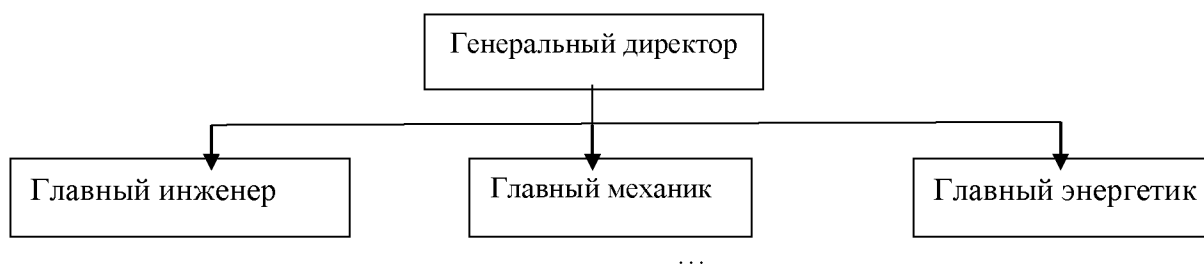 Генеральный директор
Главный инженер
Главный механик
Главный энергетик
...